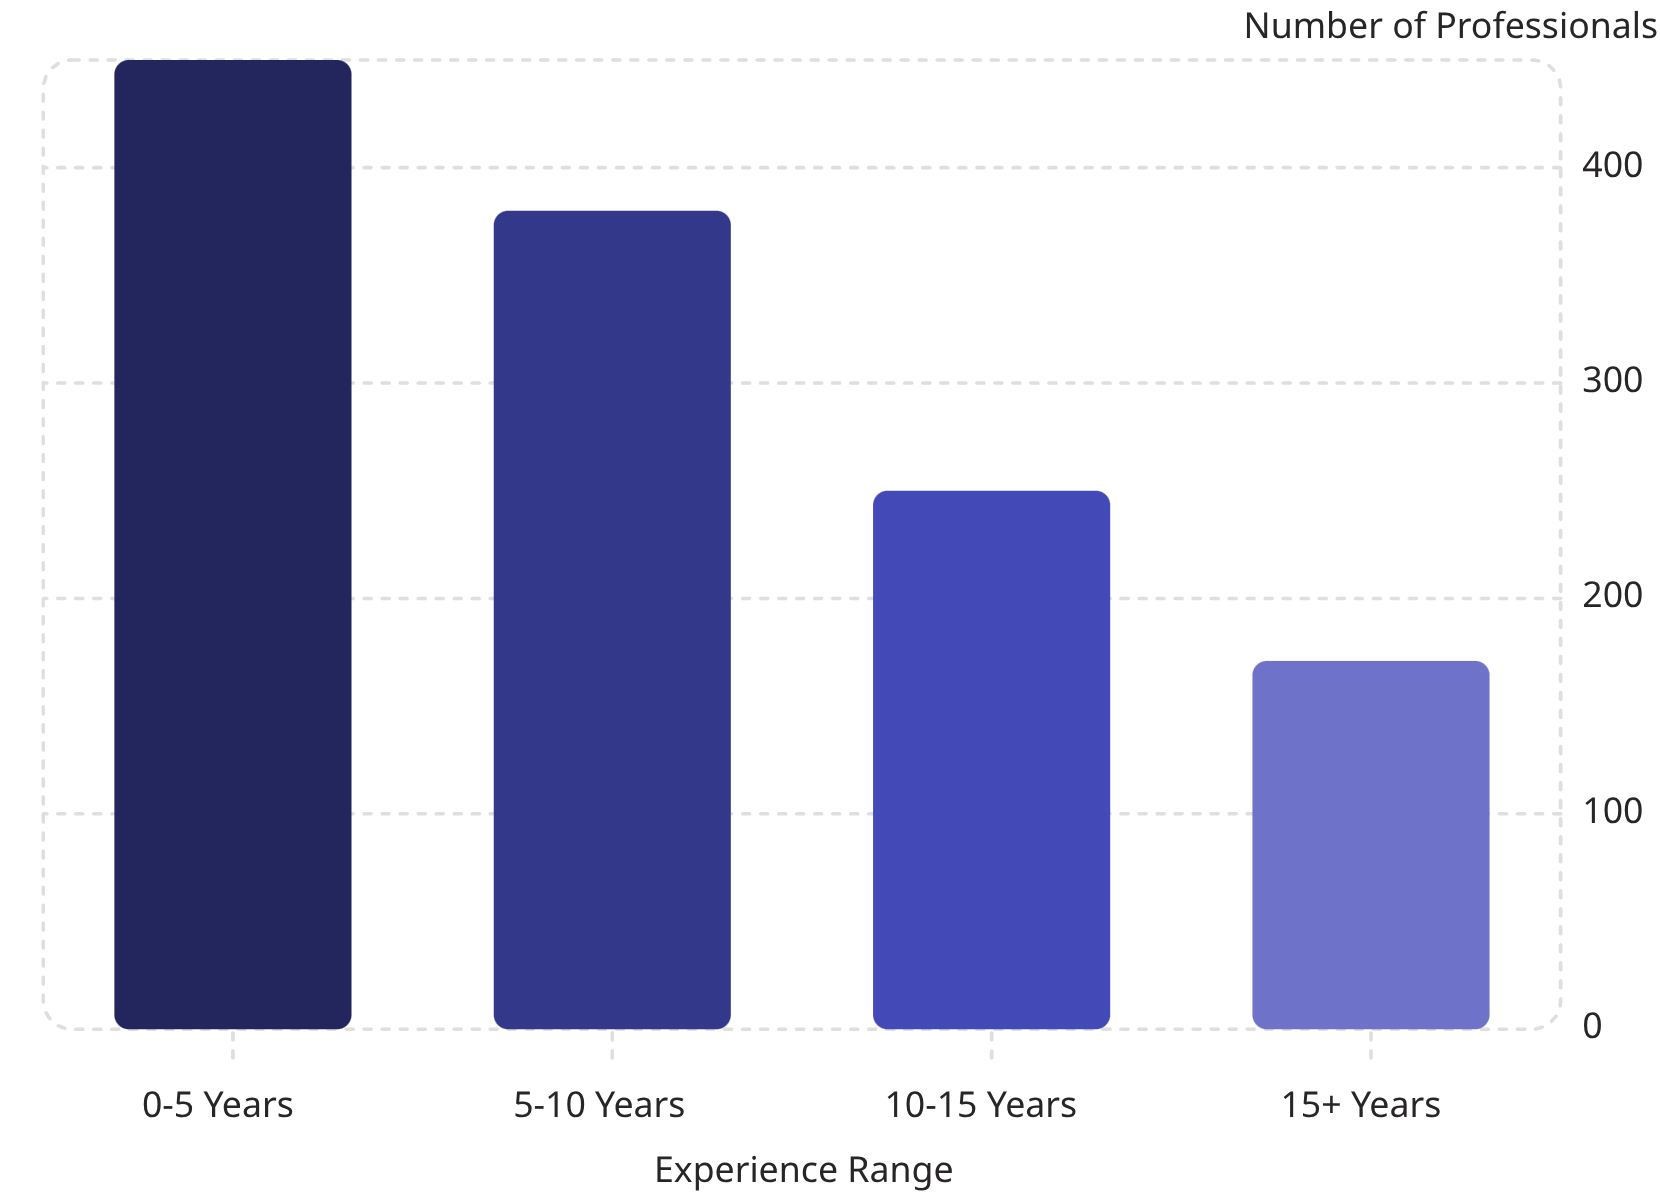 Number of Professionals
400
300
200
100
0
0-5 Years
5-10 Years
10-15 Years
15+ Years
Experience Range